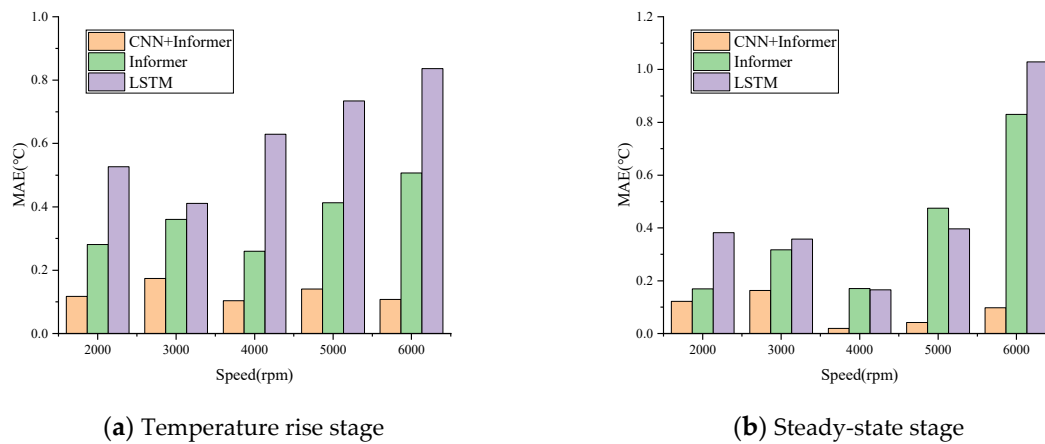 1.0
0.8
0.6
0.4
0.2
0.0
MAE(°C)
CNN+Informer
Informer
LSTM
2000 3000 4000 5000 6000
Speed(rpm)
(a) Temperature rise stage
1.2
1.0
0.8
0.6
0.4
0.2
0.0
MAE(°C)
CNN+Informer
Informer
LSTM
2000 3000 4000 5000 6000
Speed(rpm)
(b) Steady-state stage